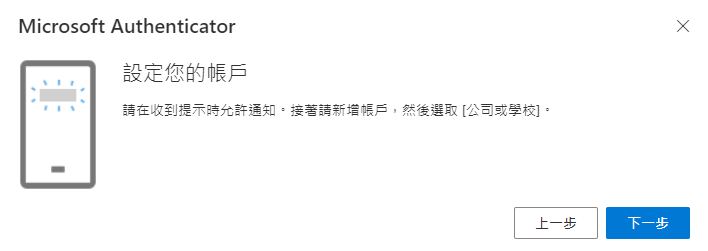 Microsoft Authenticator
設定您的帳戶
請在收到提示時允許通知。接著請新增帳戶，然後選取 [公司或學校]。
上一步
下一步